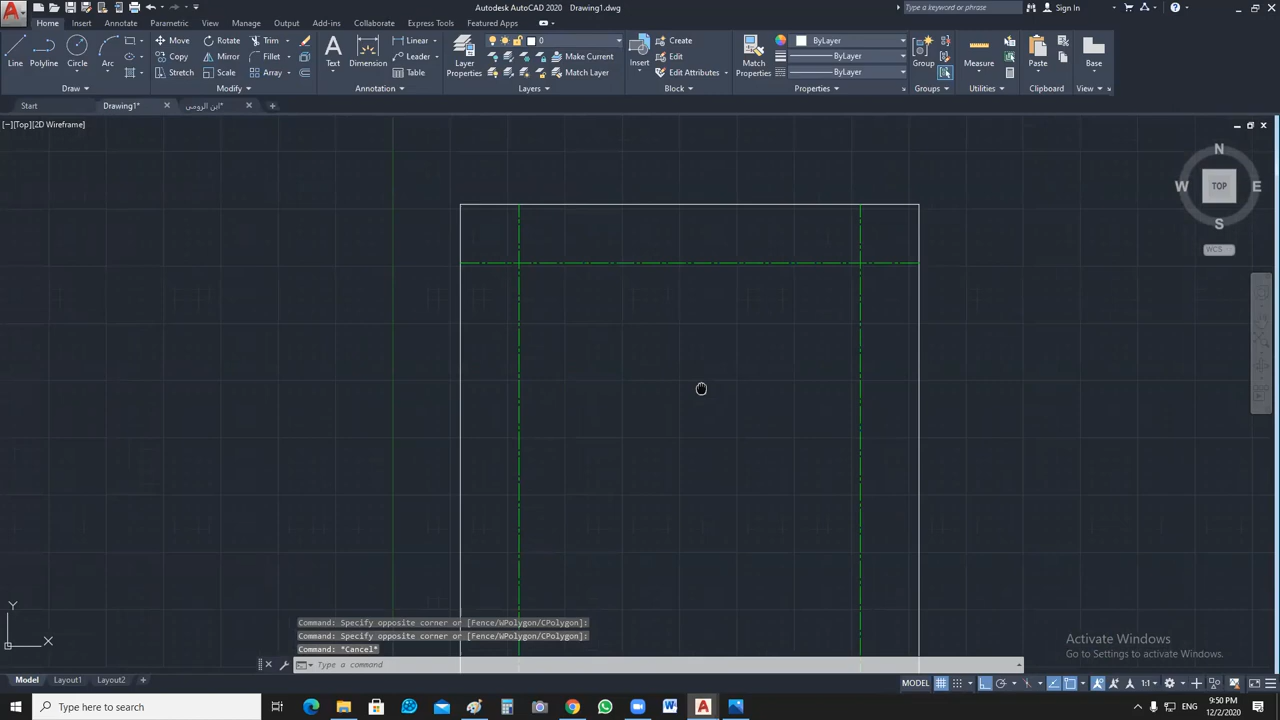 Autodesk AutoCAD 2020 Drawing1.dwg
Type a keyword or phrase
Sign In
Home Insert Annotate Parametric View Manage Output Add-ins Collaborate Express Tools Featured Apps
Line Polyline Circle Arc
Move Rotate Trim
Copy Mirror Fillet
Stretch Scale Array
Text Dimension
Linear
Leader
Table
Layer
Properties
0
Make Current
Match Layer
Insert
Create
Edit
Edit Attributes
Match
Properties
ByLayer
ByLayer
ByLayer
Group
Measure
Paste
Base
Draw Modify Annotation Layers Block Properties Groups Utilities Clipboard View
Start Drawing1* ابن الرومي*
[−][Top][2D Wireframe]
N
W TOP E
S
WCS
Y
X
Command: Specify opposite corner or [Fence/WPolygon/CPolygon]:
Command: Specify opposite corner or [Fence/WPolygon/CPolygon]:
Command: *Cancel*
Type a command
Activate Windows
Go to Settings to activate Windows.
Model Layout1 Layout2
MODEL 1:1
Type here to search
ENG
9:50 PM
12/2/2020